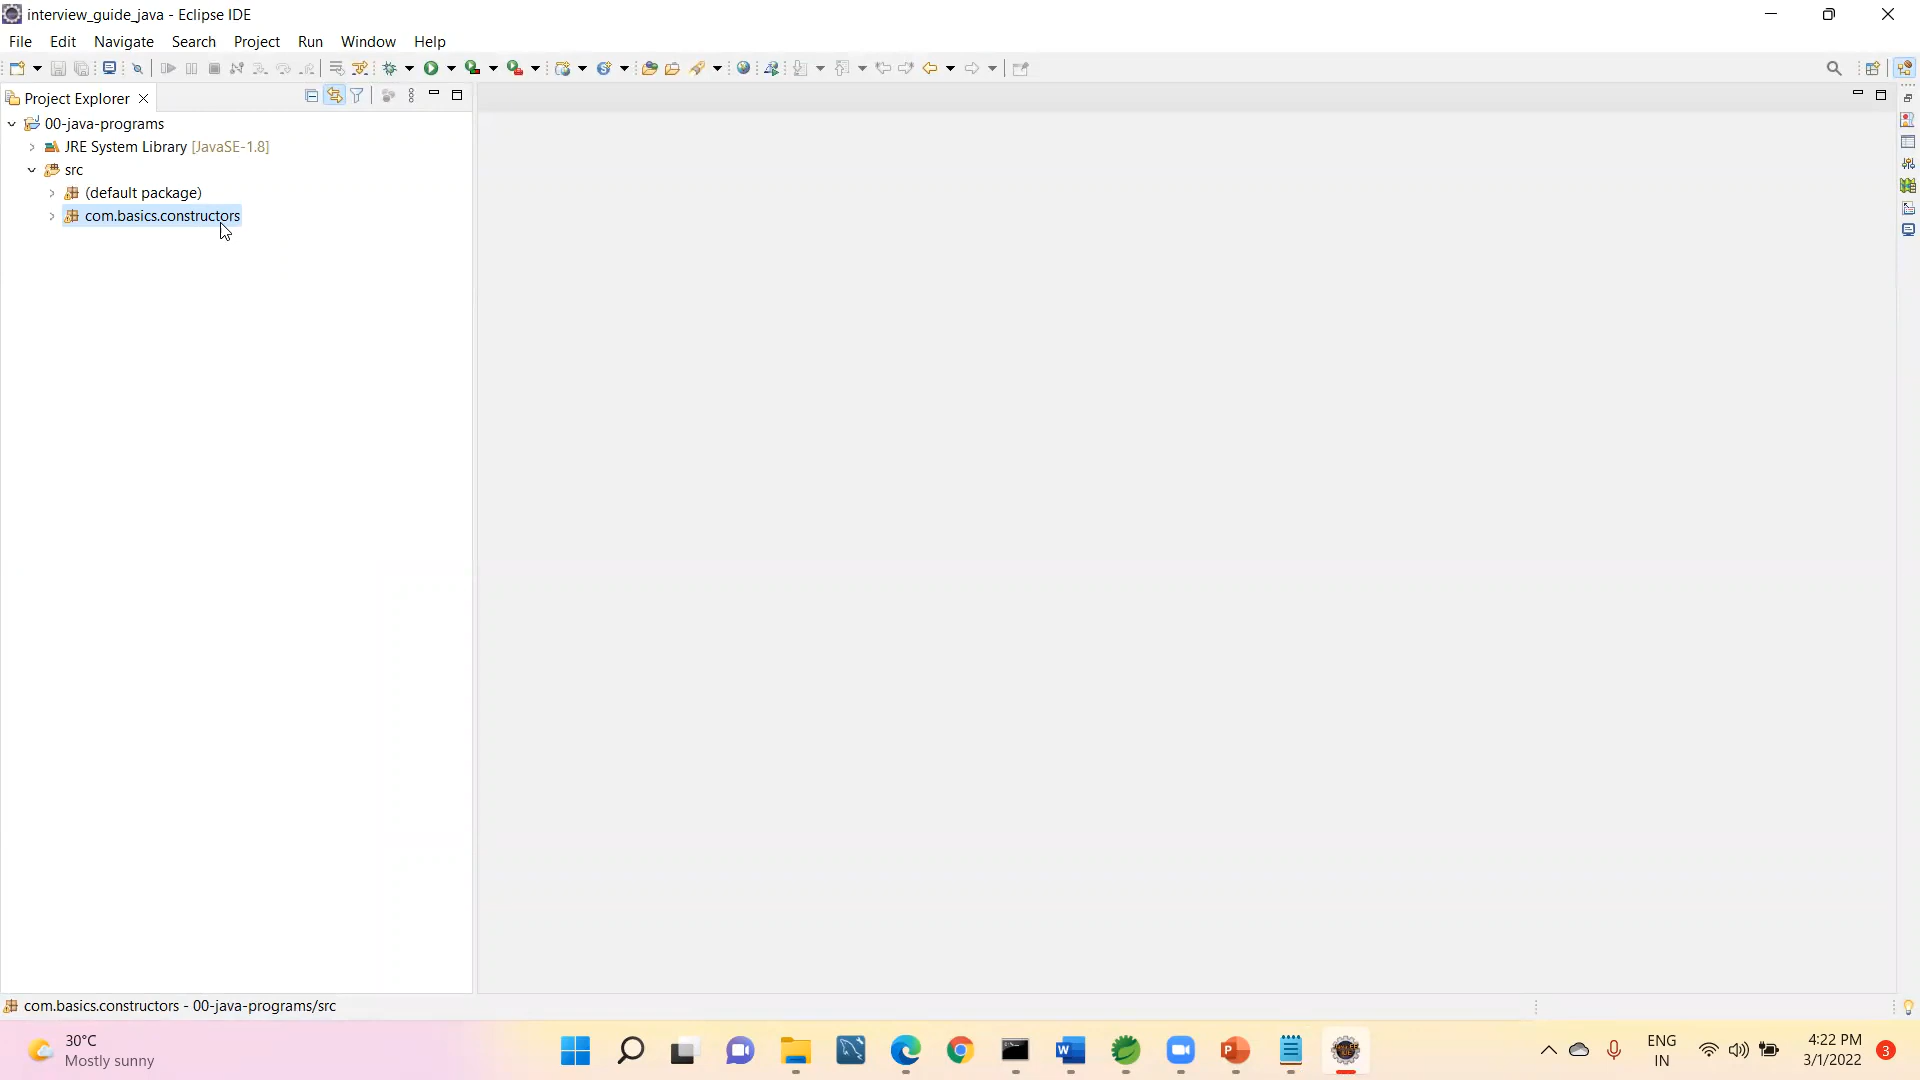 interview_guide_java - Eclipse IDE
File Edit Navigate Search Project Run Window Help
Project Explorer
00-java-programs
JRE System Library [JavaSE-1.8]
src
(default package)
com.basics.constructors
com.basics.constructors - 00-java-programs/src
30°C
Mostly sunny
ENG
IN
4:22 PM
3/1/2022
3